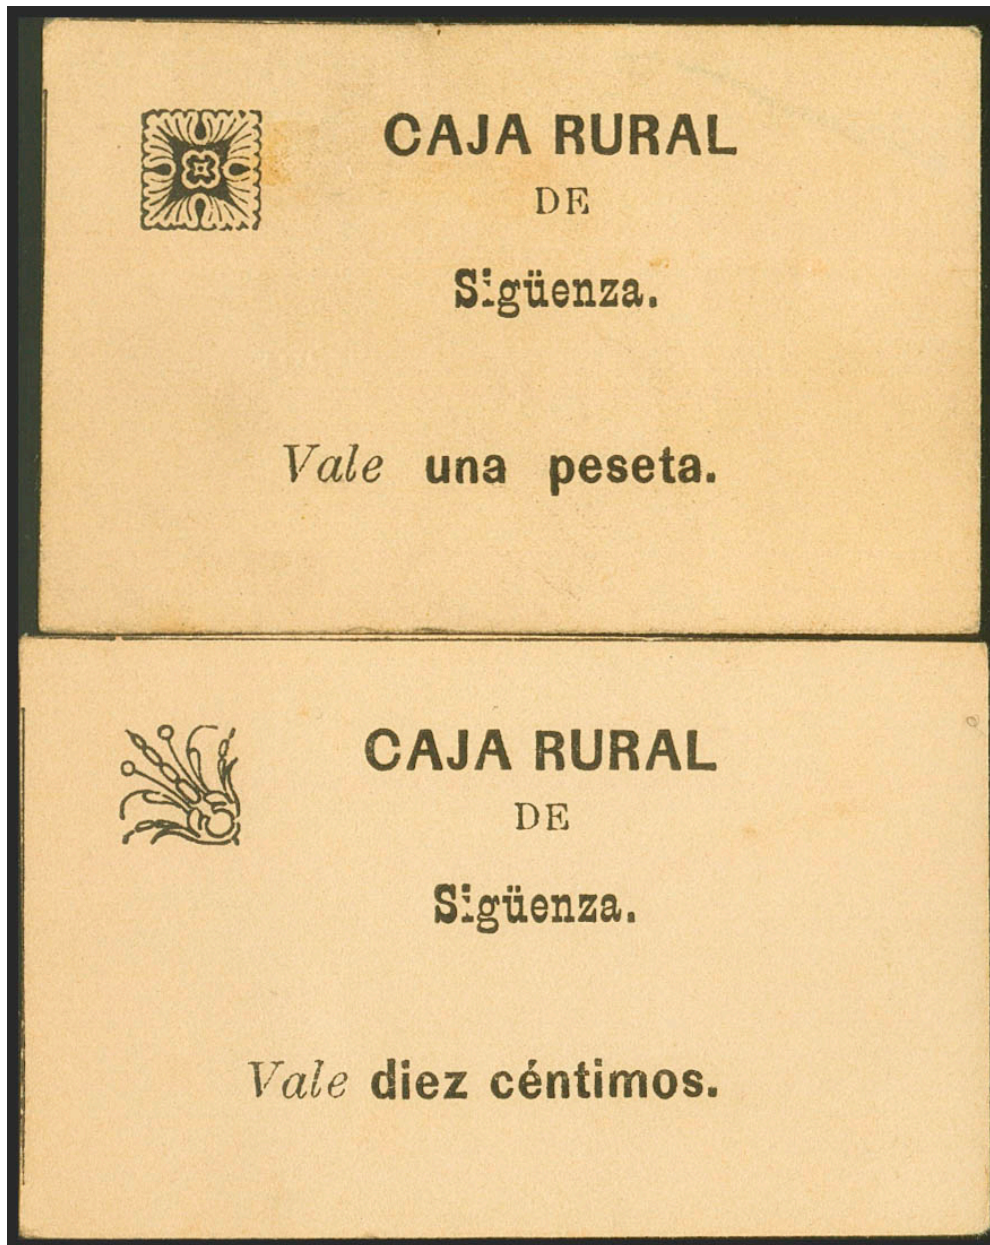 CAJA RURAL
DE
Sigüenza.
Vale una peseta.
CAJA RURAL
DE
Sigüenza.
Vale diez céntimos.